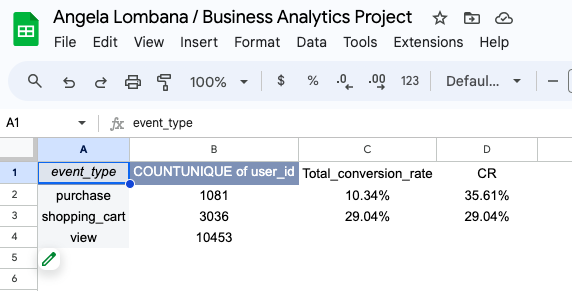 Angela Lombana / Business Analytics Project
File Edit View Insert Format Data Tools Extensions Help
100% $ % .0 .00 123 Defaul...
A1 fx event_type
A B C D
1 event_type COUNTUNIQUE of user_id Total_conversion_rate CR
2 purchase 1081 10.34% 35.61%
3 shopping_cart 3036 29.04% 29.04%
4 view 10453
5
6